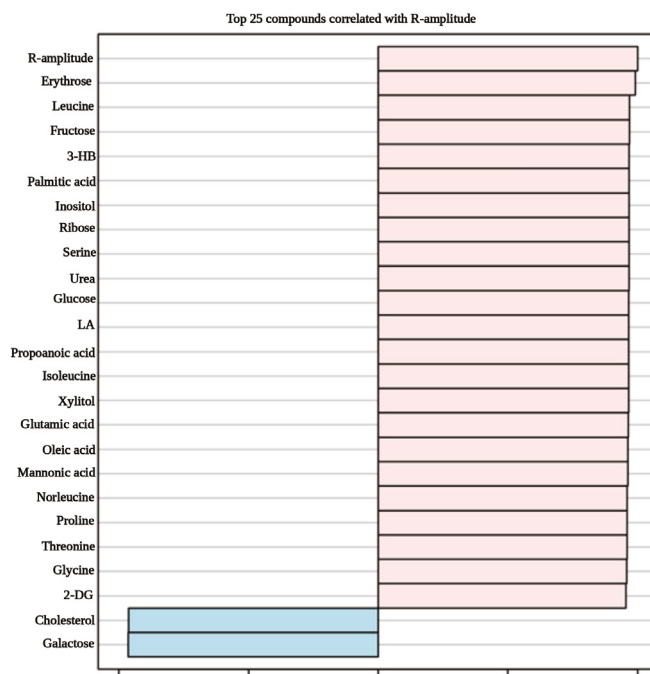 Top 25 compounds correlated with R-amplitude
R-amplitude
Erythrose
Leucine
Fructose
3-HB
Palmitic acid
Inositol
Ribose
Serine
Urea
Glucose
LA
Propoanoic acid
Isoleucine
Xylitol
Glutamic acid
Oleic acid
Mannonic acid
Norleucine
Proline
Threonine
Glycine
2-DG
Cholesterol
Galactose